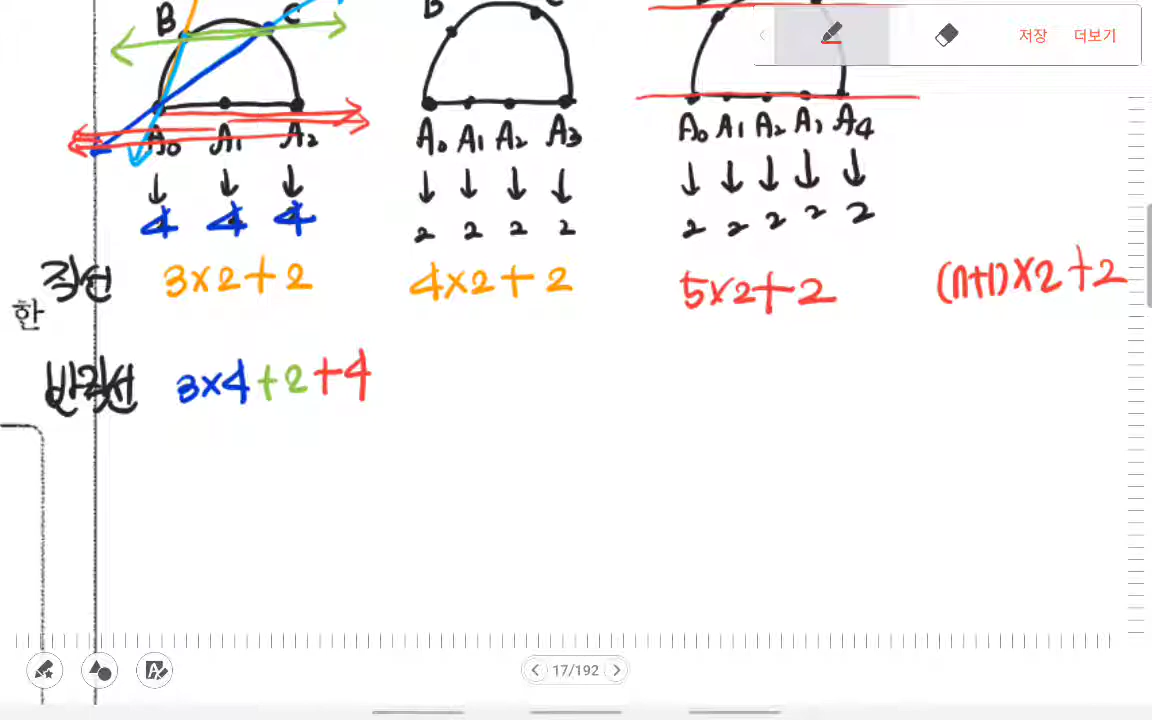 B C B
저장 더보기
A₀ A₁ A₂ A₀ A₁ A₂ A₃ A₀ A₁ A₂ A₃ A₄
↓ ↓ ↓ ↓ ↓ ↓ ↓ ↓ ↓ ↓ ↓ ↓
4 4 4 2 2 2 2 2 2 2 2 2
직선 3×2+2 4×2+2 5×2+2 (n+1)×2+2
한
반직선 3×4+2+4
17/192